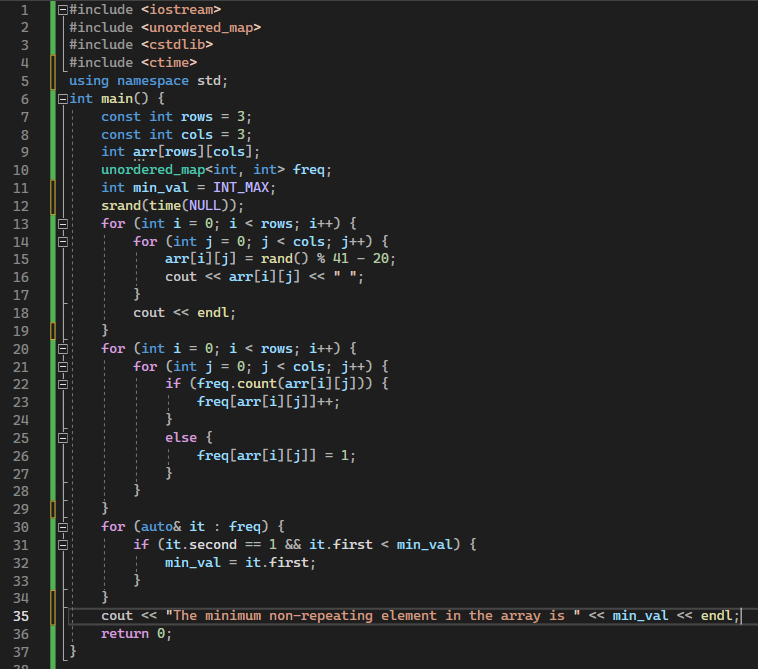 1 #include <iostream>
2 #include <unordered_map>
3 #include <cstdlib>
4 #include <ctime>
5 using namespace std;
6 int main() {
7     const int rows = 3;
8     const int cols = 3;
9     int arr[rows][cols];
10     unordered_map<int, int> freq;
11     int min_val = INT_MAX;
12     srand(time(NULL));
13     for (int i = 0; i < rows; i++) {
14         for (int j = 0; j < cols; j++) {
15             arr[i][j] = rand() % 41 - 20;
16             cout << arr[i][j] << " ";
17         }
18         cout << endl;
19     }
20     for (int i = 0; i < rows; i++) {
21         for (int j = 0; j < cols; j++) {
22             if (freq.count(arr[i][j])) {
23                 freq[arr[i][j]]++;
24             }
25             else {
26                 freq[arr[i][j]] = 1;
27             }
28         }
29     }
30     for (auto& it : freq) {
31         if (it.second == 1 && it.first < min_val) {
32             min_val = it.first;
33         }
34     }
35     cout << "The minimum non-repeating element in the array is " << min_val << endl;
36     return 0;
37 }
38